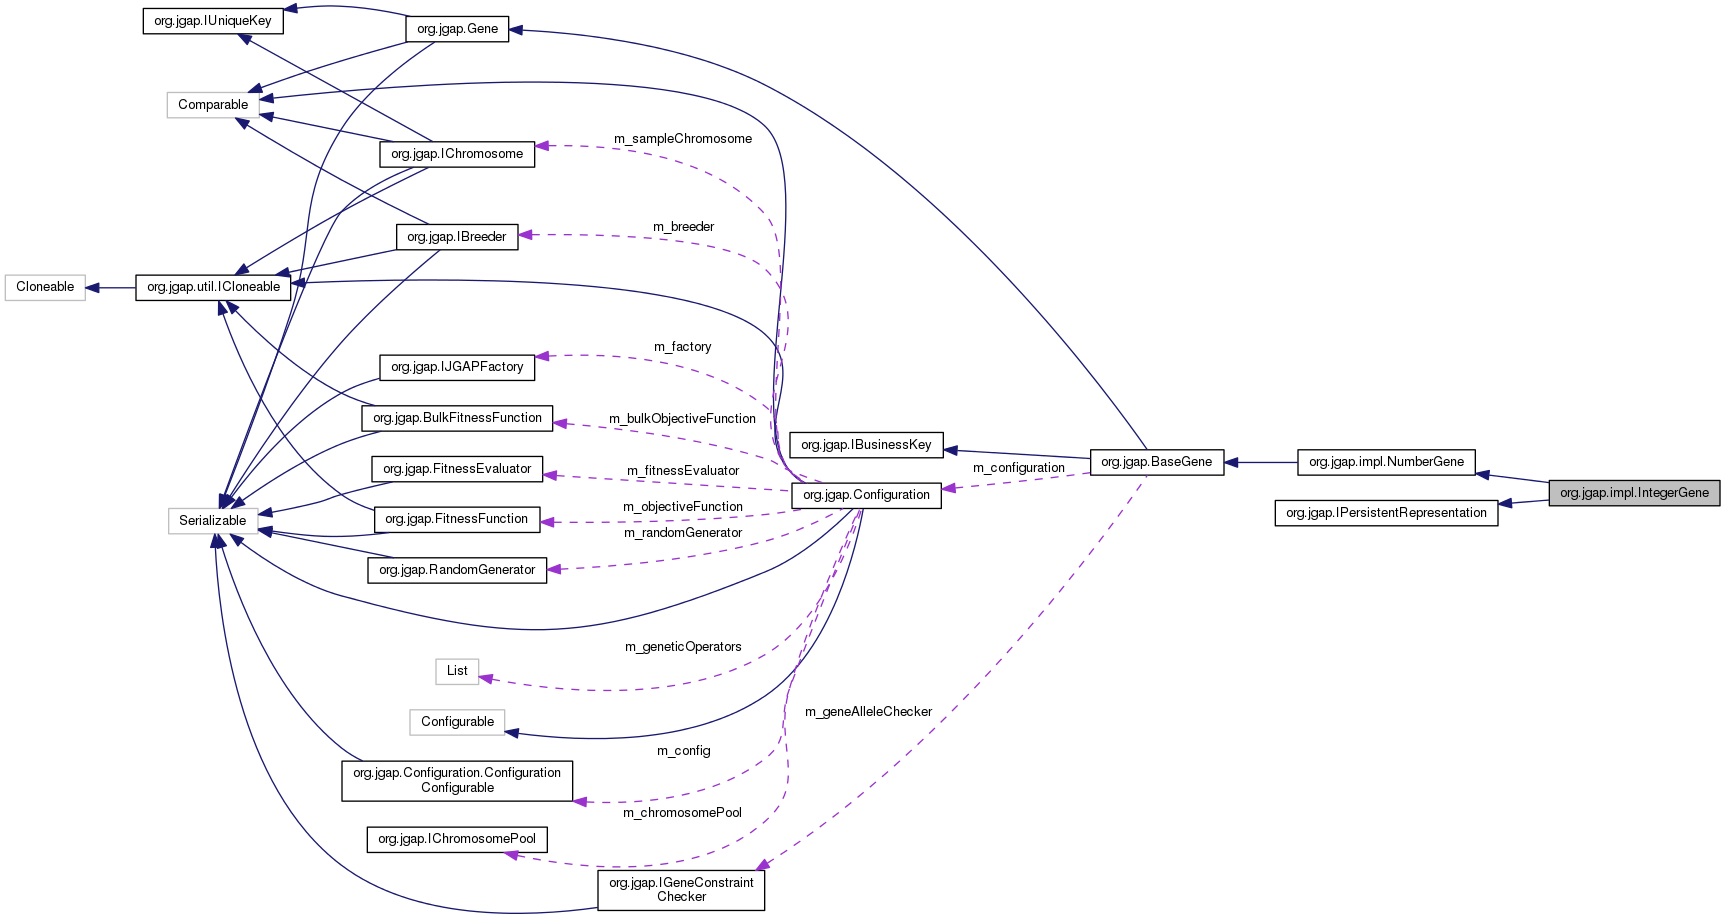 org.jgap.IUniqueKey
org.jgap.Gene
Comparable
m_sampleChromosome
org.jgap.IChromosome
m_breeder
org.jgap.IBreeder
Cloneable
org.jgap.util.ICloneable
m_factory
org.jgap.IJGAPFactory
org.jgap.BulkFitnessFunction
m_bulkObjectiveFunction
org.jgap.IBusinessKey
org.jgap.FitnessEvaluator
m_fitnessEvaluator
m_configuration
org.jgap.BaseGene
org.jgap.impl.NumberGene
org.jgap.Configuration
org.jgap.impl.IntegerGene
m_objectiveFunction
org.jgap.IPersistentRepresentation
Serializable
org.jgap.FitnessFunction
m_randomGenerator
org.jgap.RandomGenerator
m_geneticOperators
List
m_geneAlleleChecker
Configurable
m_config
org.jgap.Configuration.Configuration
Configurable
m_chromosomePool
org.jgap.IChromosomePool
org.jgap.IGeneConstraint
Checker